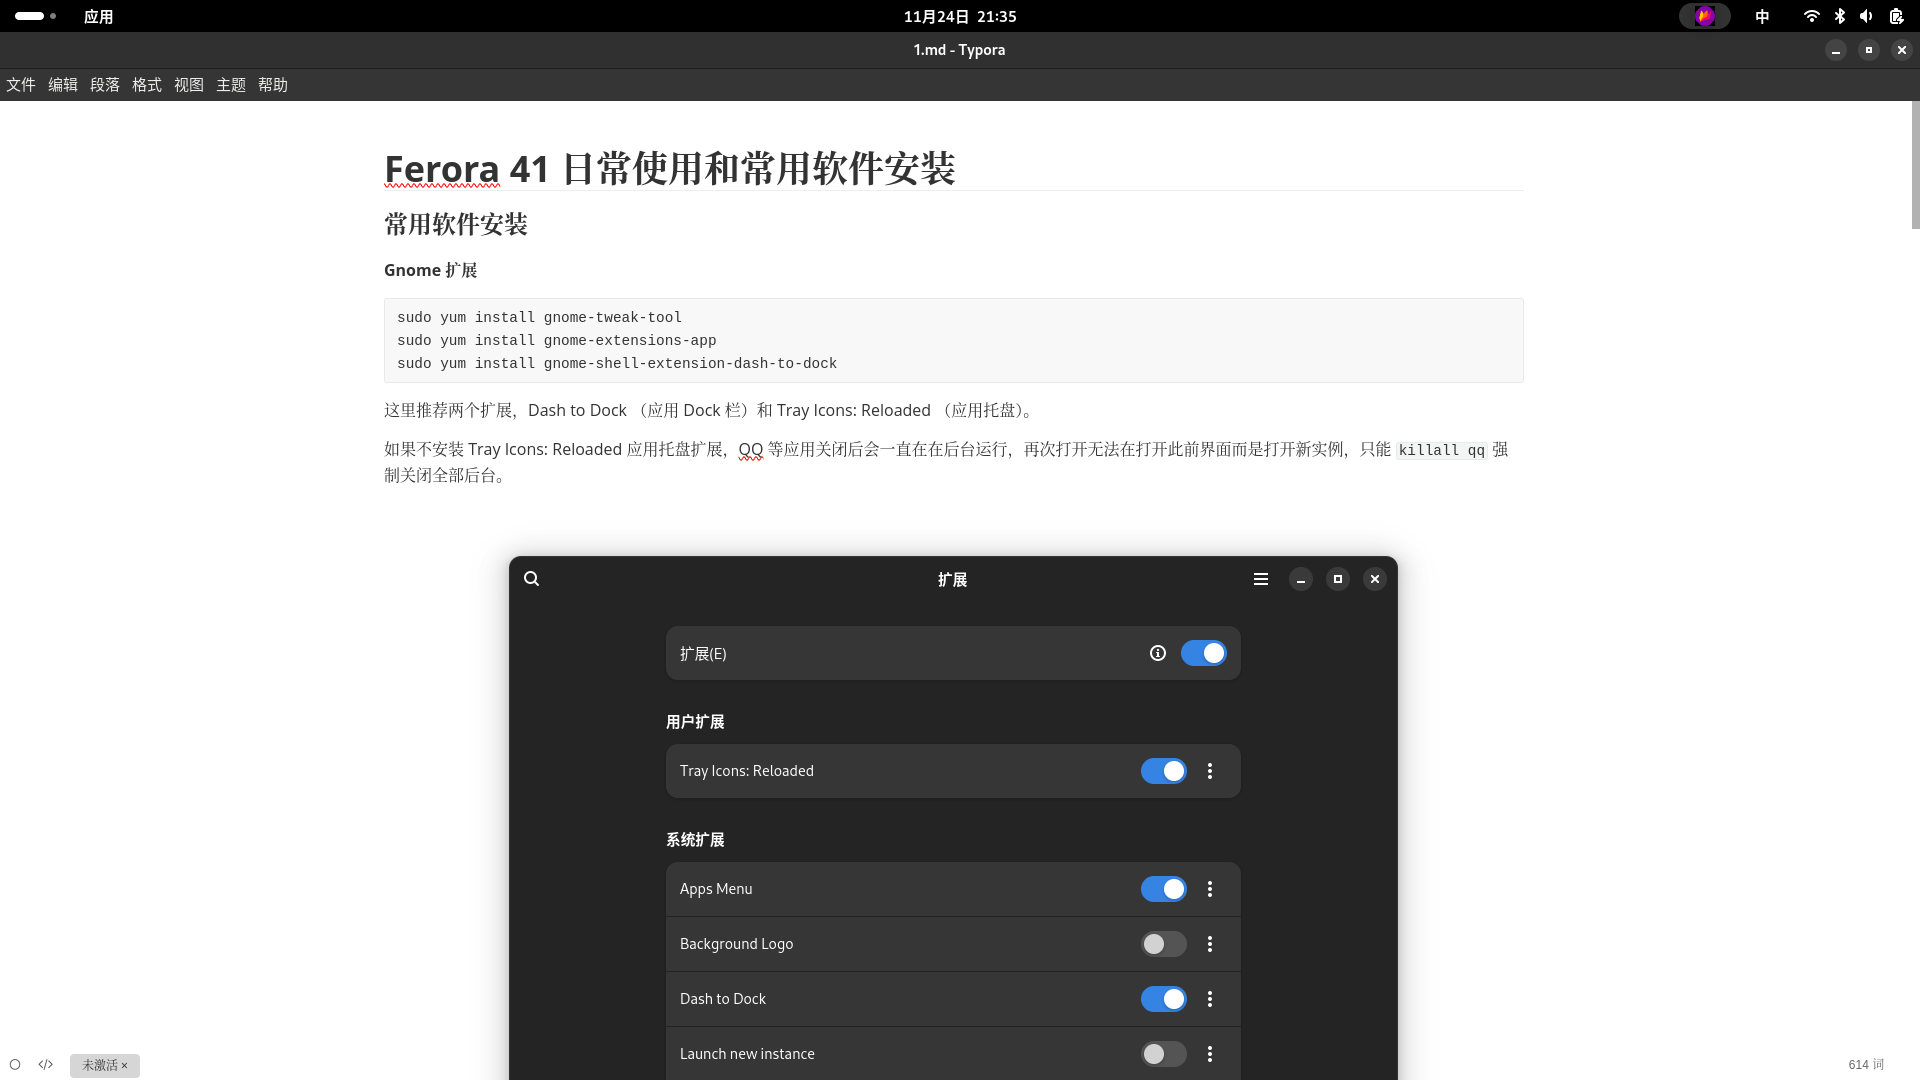 应用
11月24日 21:35
中
1.md - Typora
文件 编辑 段落 格式 视图 主题 帮助
Ferora 41 日常使用和常用软件安装
常用软件安装
Gnome 扩展
sudo yum install gnome-tweak-tool
sudo yum install gnome-extensions-app
sudo yum install gnome-shell-extension-dash-to-dock
这里推荐两个扩展，Dash to Dock （应用 Dock 栏）和 Tray Icons: Reloaded （应用托盘）。
如果不安装 Tray Icons: Reloaded 应用托盘扩展，QQ 等应用关闭后会一直在在后台运行，再次打开无法在打开此前界面而是打开新实例，只能 killall qq 强
制关闭全部后台。
扩展
扩展(E)
用户扩展
Tray Icons: Reloaded
系统扩展
Apps Menu
Background Logo
Dash to Dock
Launch new instance
</> 未激活 × 614 词